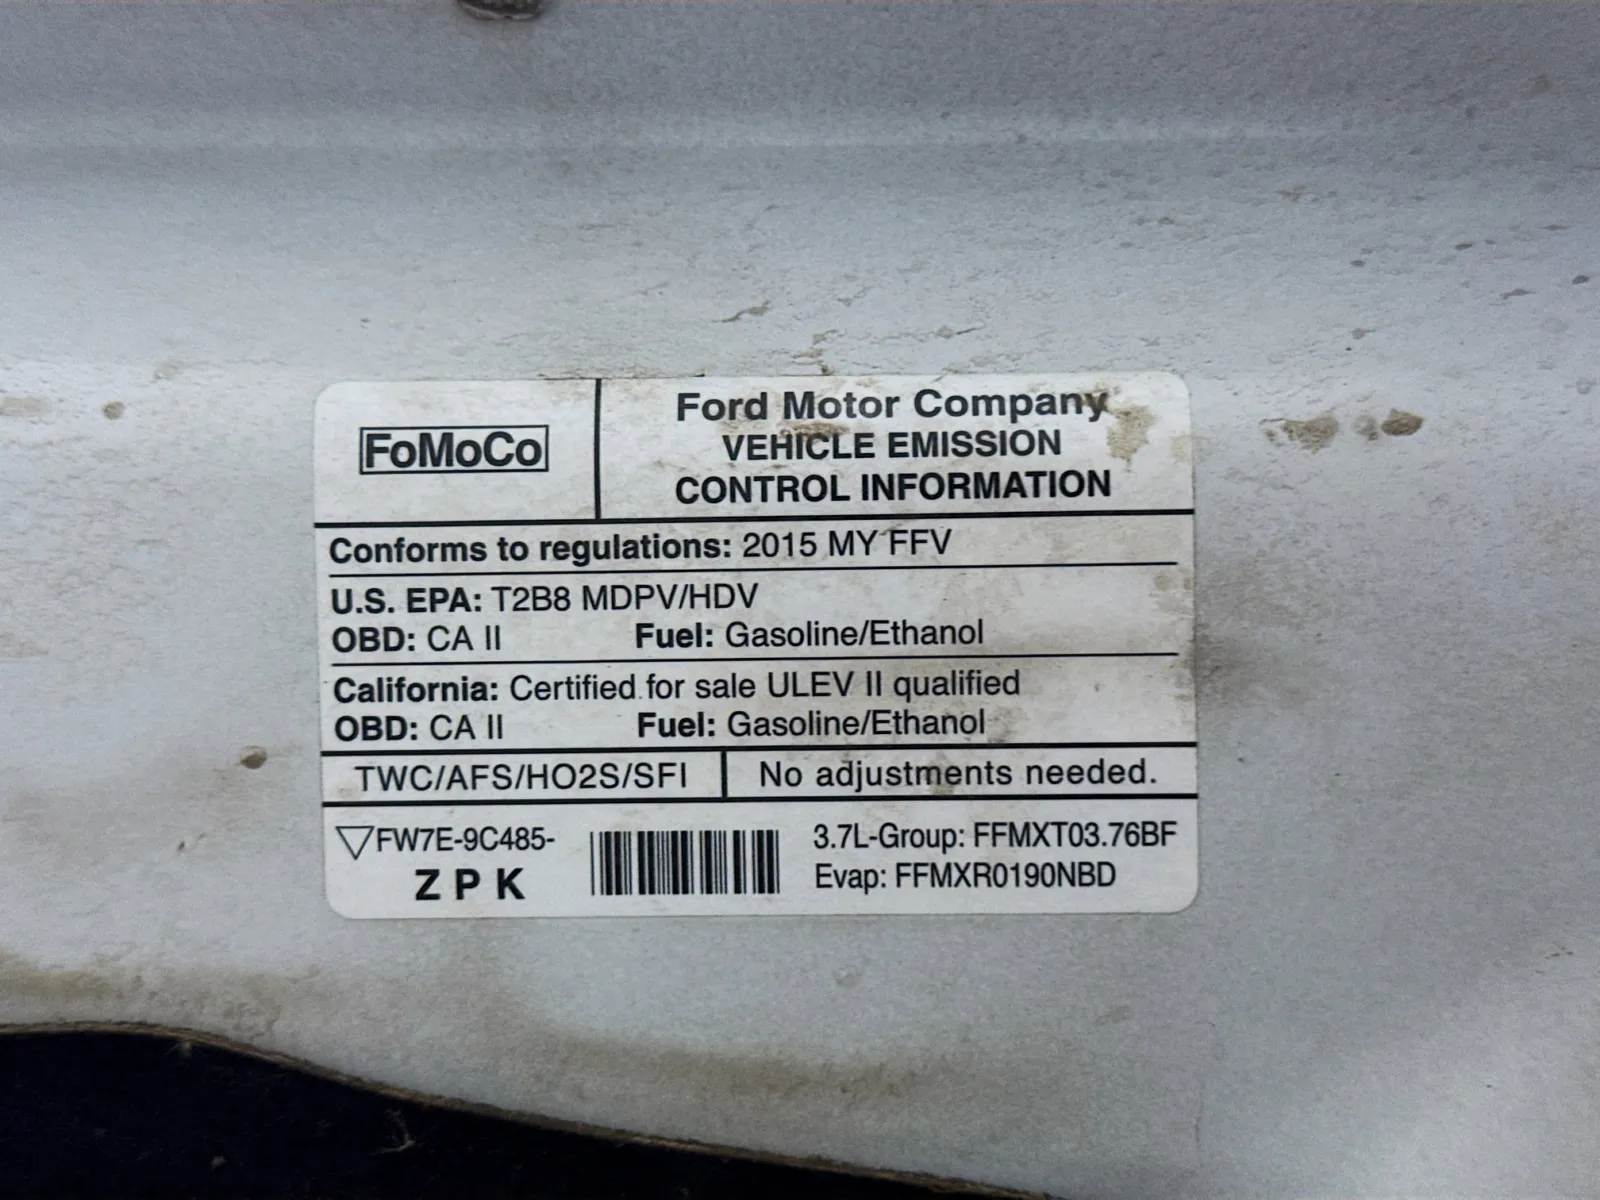 FoMoCo
Ford Motor Company
VEHICLE EMISSION
CONTROL INFORMATION
Conforms to regulations: 2015 MY FFV
U.S. EPA: T2B8 MDPV/HDV
OBD: CA II Fuel: Gasoline/Ethanol
California: Certified for sale ULEV II qualified
OBD: CA II Fuel: Gasoline/Ethanol
TWC/AFS/HO2S/SFI
No adjustments needed.
FW7E-9C485-
Z P K
3.7L-Group: FFMXT03.76BF
Evap: FFMXR0190NBD